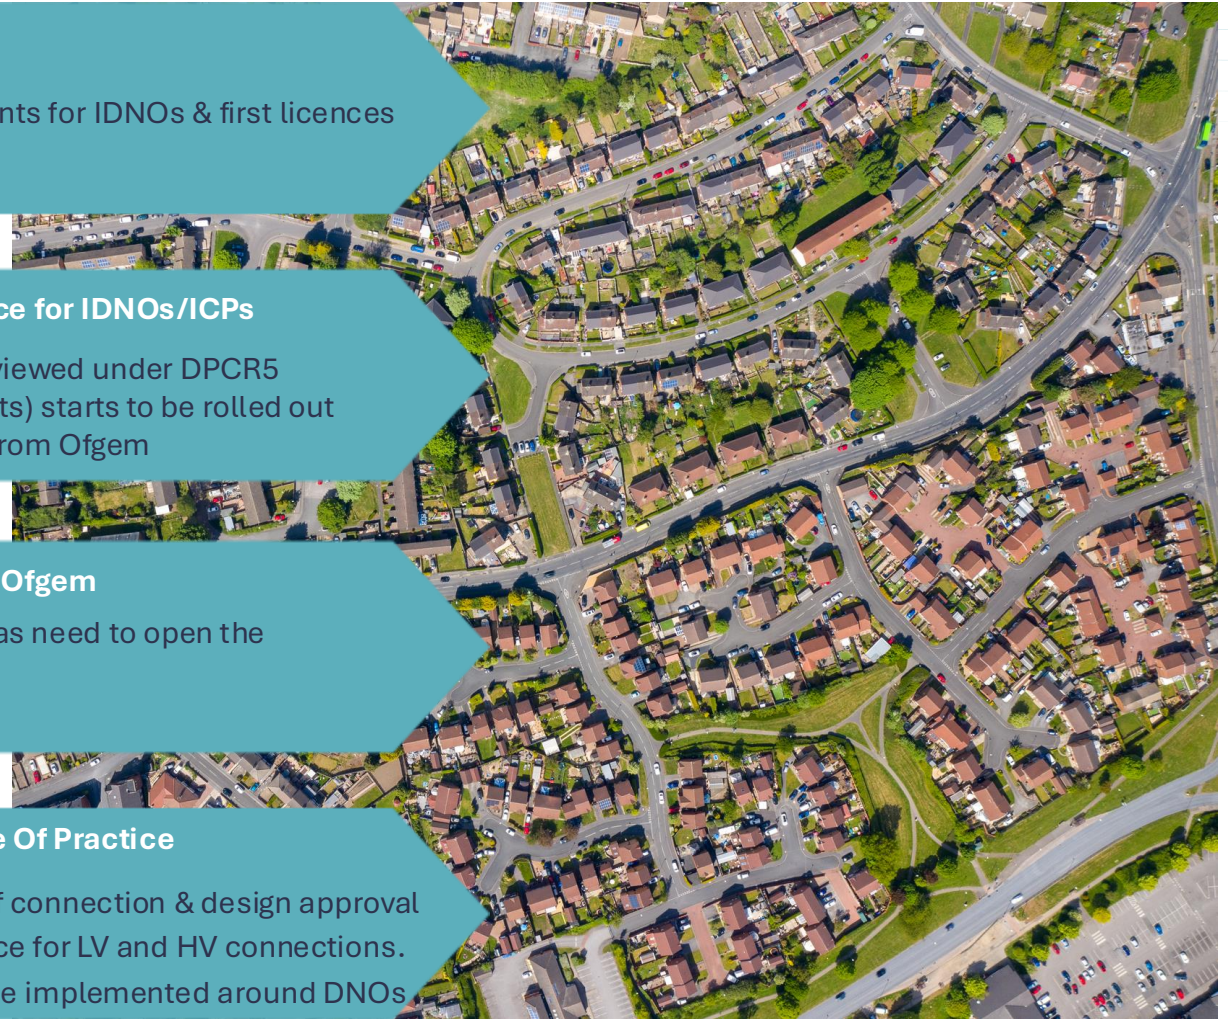 nts for IDNOs & first licences
ce for IDNOs/ICPs
viewed under DPCR5
ts) starts to be rolled out
rom Ofgem
Ofgem
as need to open the
e Of Practice
f connection & design approval
ce for LV and HV connections.
e implemented around DNOs